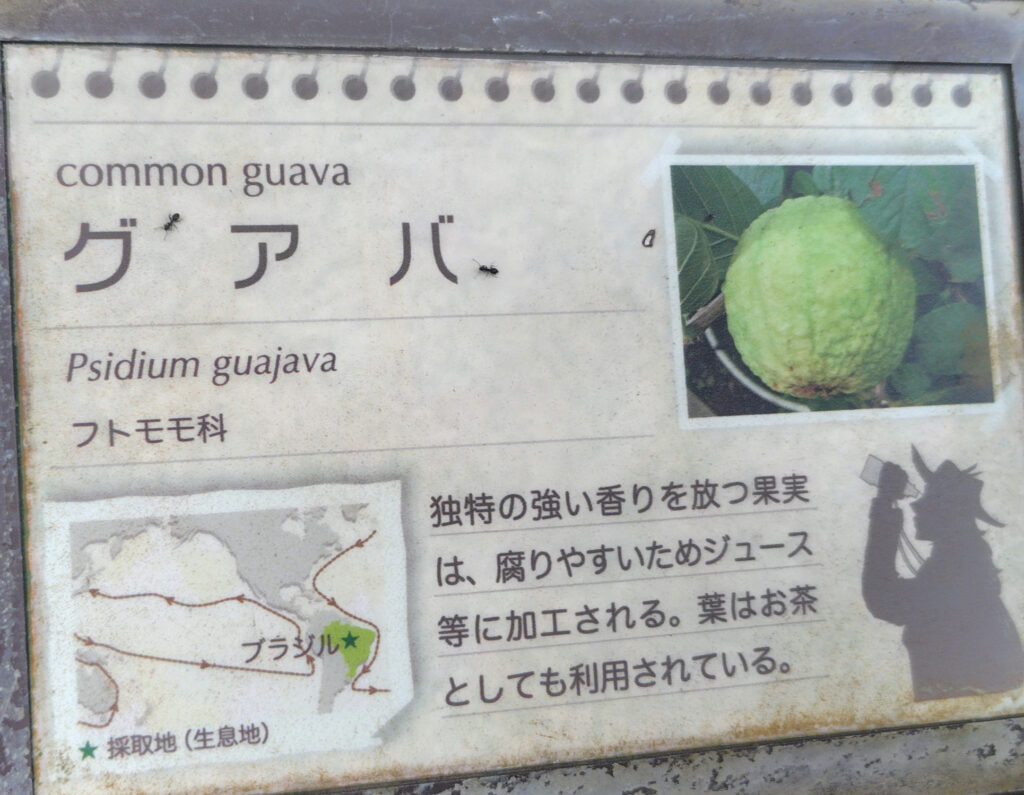 common guava
グアバ
Psidium guajava
フトモモ科
独特の強い香りを放つ果実
は、腐りやすいためジュース
等に加工される。葉はお茶
としても利用されている。
ブラジル
★ 採取地（生息地）